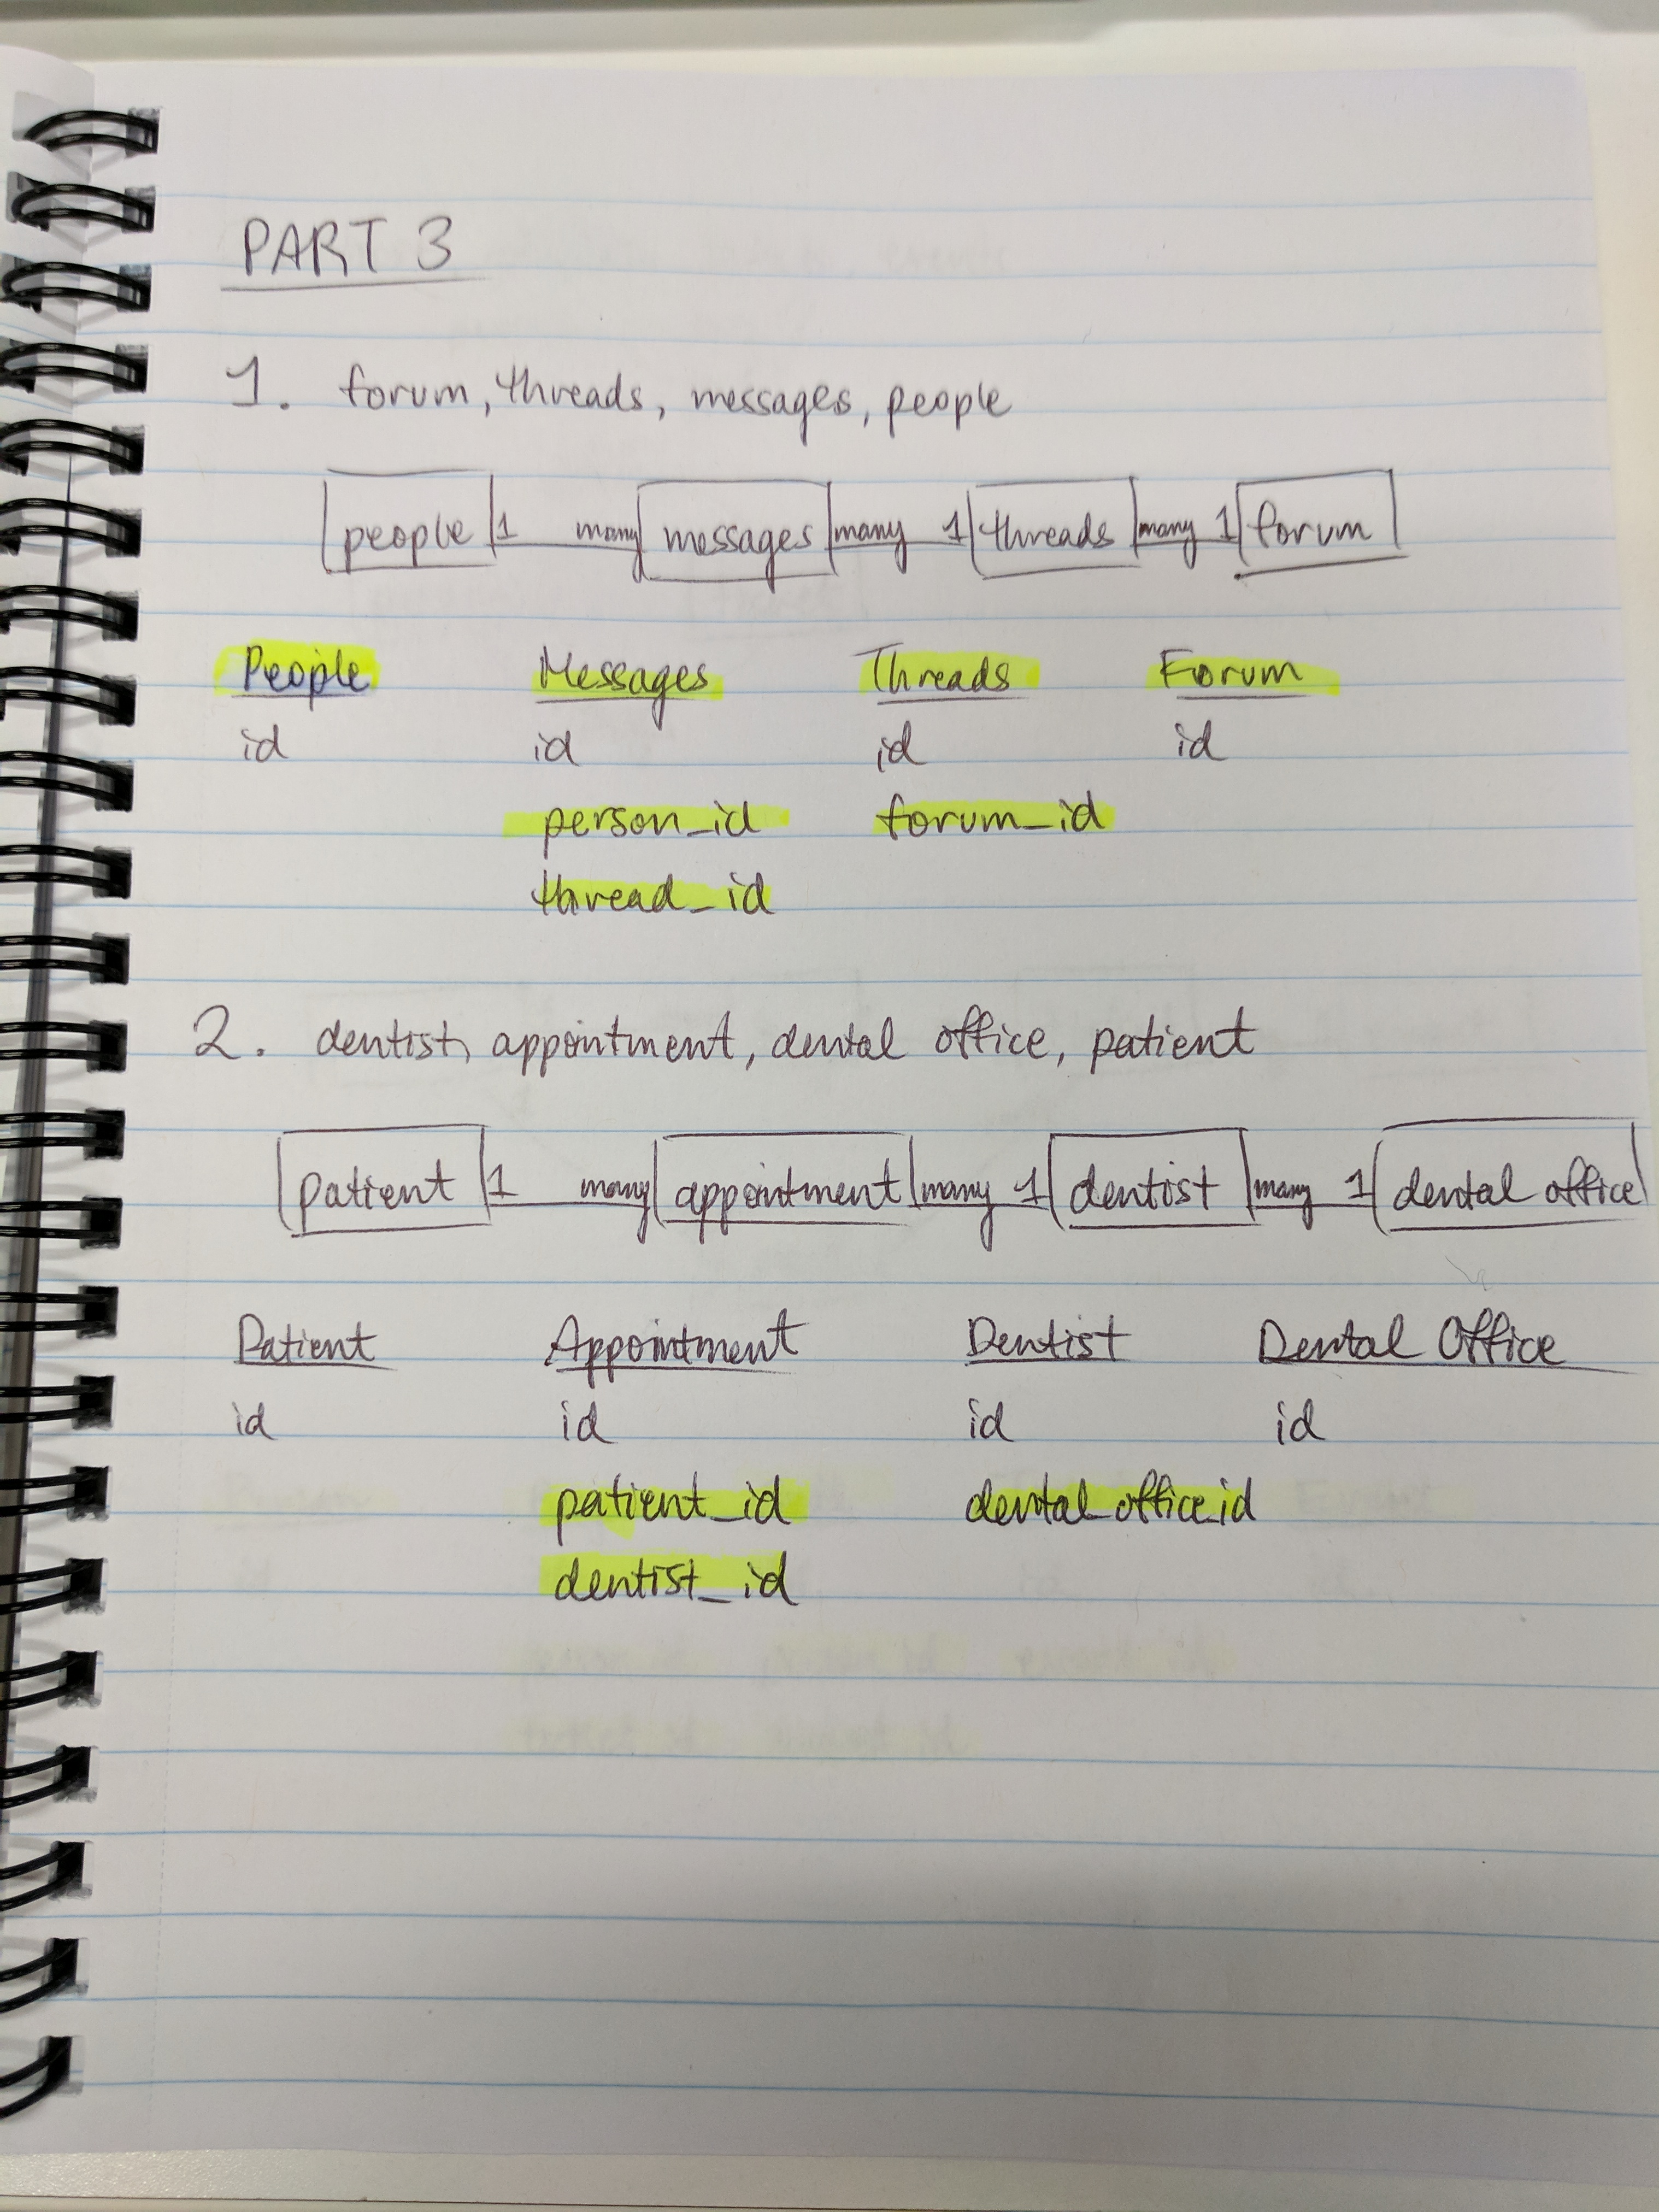 PART 3
1. forum, threads, messages, people
people 1 many messages many 1 threads many 1 forum
People Messages Threads Forum
id id id id
person_id forum_id
thread_id
2. dentist, appointment, dental office, patient
patient 1 many appointment many 1 dentist many 1 dental office
Patient Appointment Dentist Dental Office
id id id id
patient_id dental_office_id
dentist_id